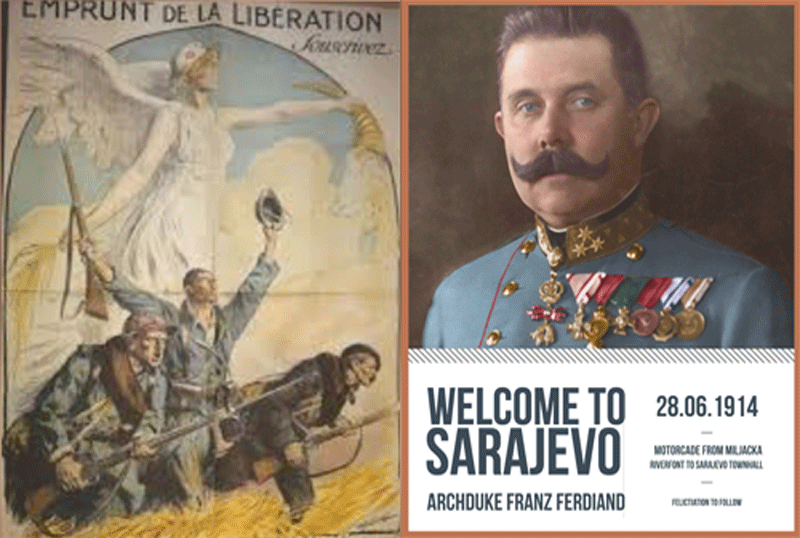 EMPRUNT DE LA LIBÉRATION
Souscrivez
WELCOME TO
SARAJEVO
ARCHDUKE FRANZ FERDIAND
28.06.1914
MOTORCADE FROM MILJACKA
RIVERFONT TO SARAJEVO TOWNHALL
FELICTIATION TO FOLLOW